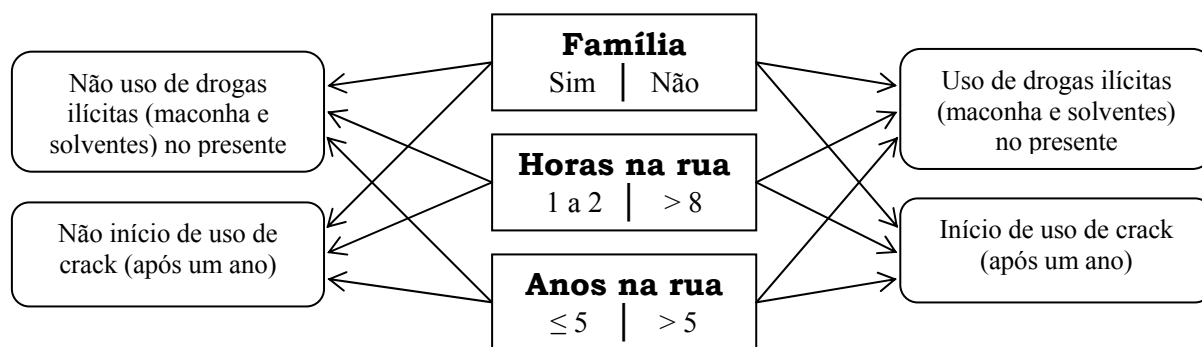 Não uso de drogas
ilícitas (maconha e
solventes) no presente
Não início de uso de
crack (após um ano)
Família
Sim | Não
Horas na rua
1 a 2 | > 8
Anos na rua
≤ 5 | > 5
Uso de drogas ilícitas
(maconha e solventes)
no presente
Início de uso de crack
(após um ano)